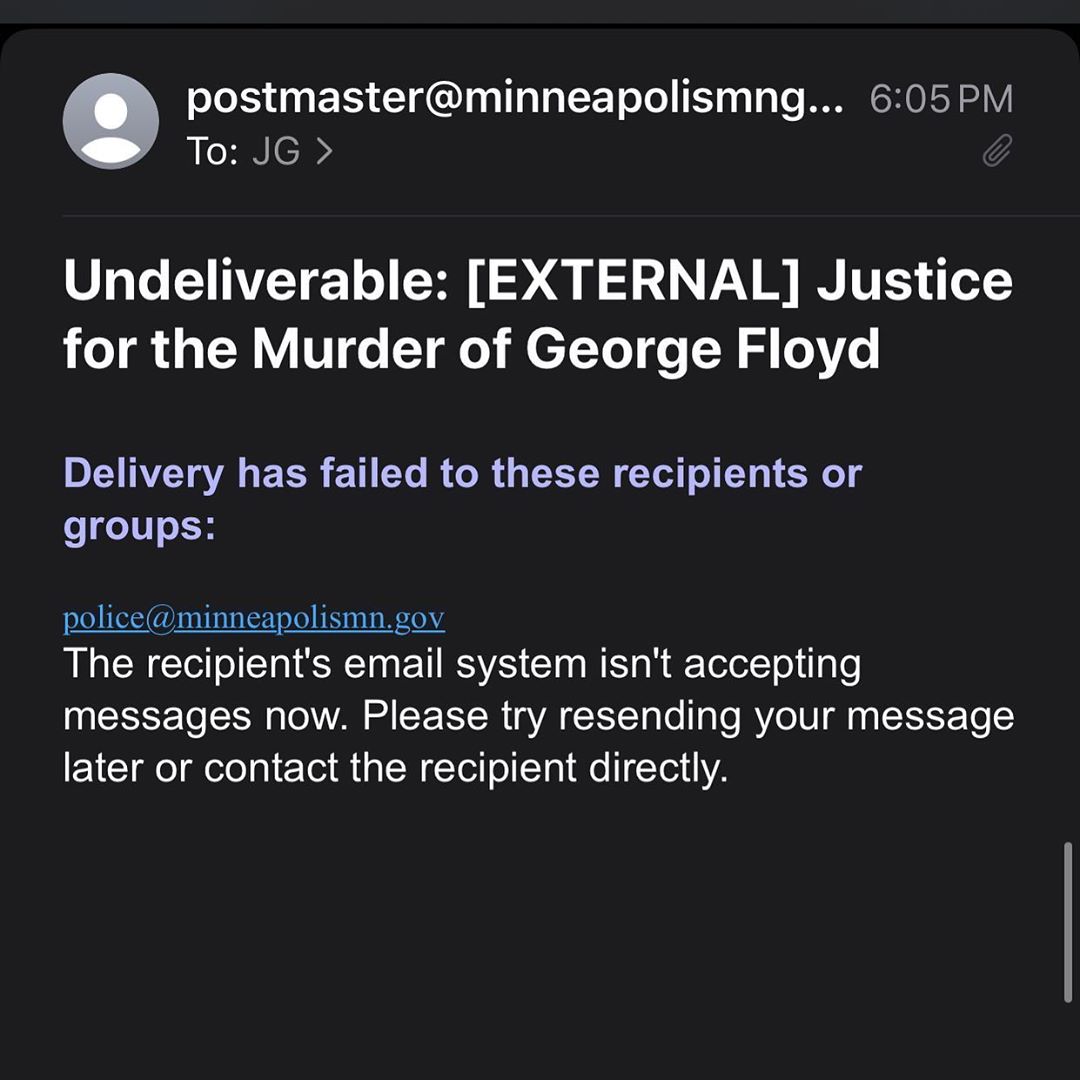 postmaster@minneapolismng... 6:05 PM
To: JG >
Undeliverable: [EXTERNAL] Justice
for the Murder of George Floyd
Delivery has failed to these recipients or
groups:
police@minneapolismn.gov
The recipient's email system isn't accepting
messages now. Please try resending your message
later or contact the recipient directly.